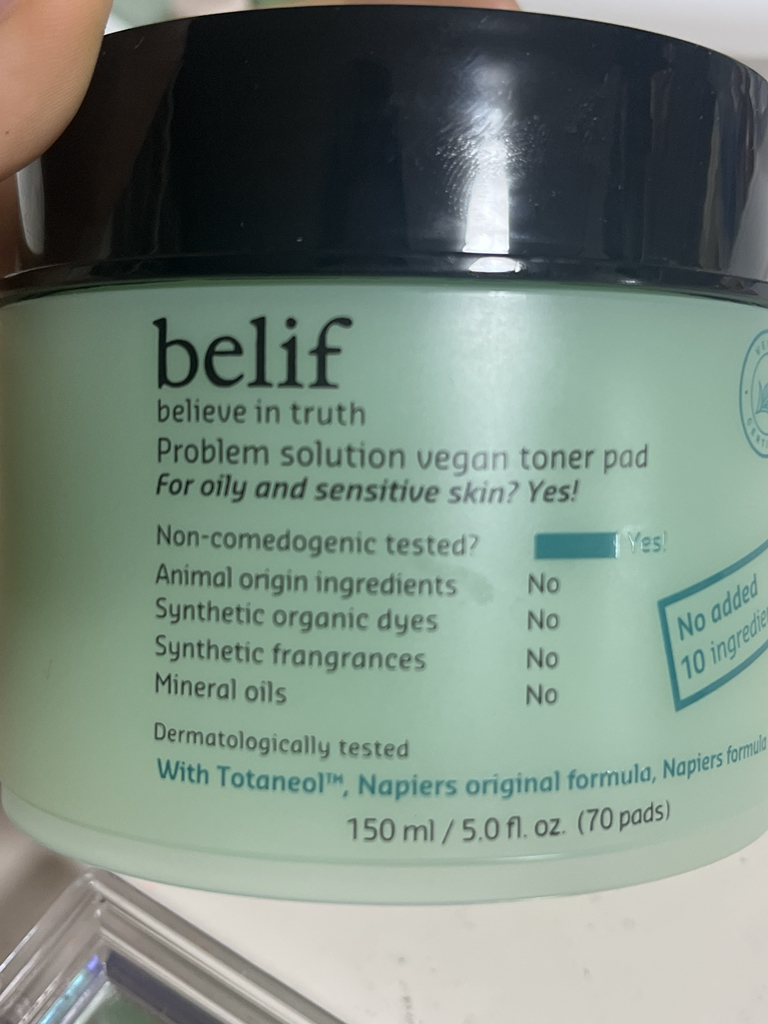 belif
believe in truth
Problem solution vegan toner pad
For oily and sensitive skin? Yes!
Non-comedogenic tested? Yes!
Animal origin ingredients No
Synthetic organic dyes No
Synthetic frangrances No
Mineral oils No
No added
10
Dermatologically tested
With Totaneol™, Napiers original formula, Napiers formula
150 ml / 5.0 fl. oz. (70 pads)